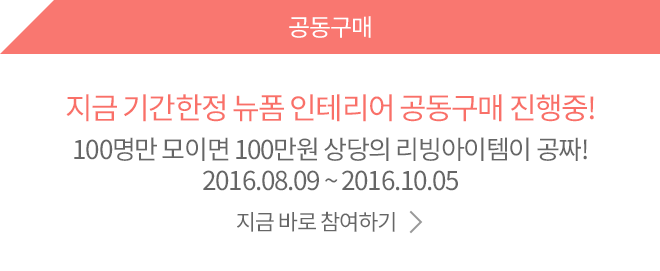 공동구매
지금 기간한정 뉴폼 인테리어 공동구매 진행중!
100명만 모이면 100만원 상당의 리빙아이템이 공짜!
2016.08.09 ~ 2016.10.05
지금 바로 참여하기